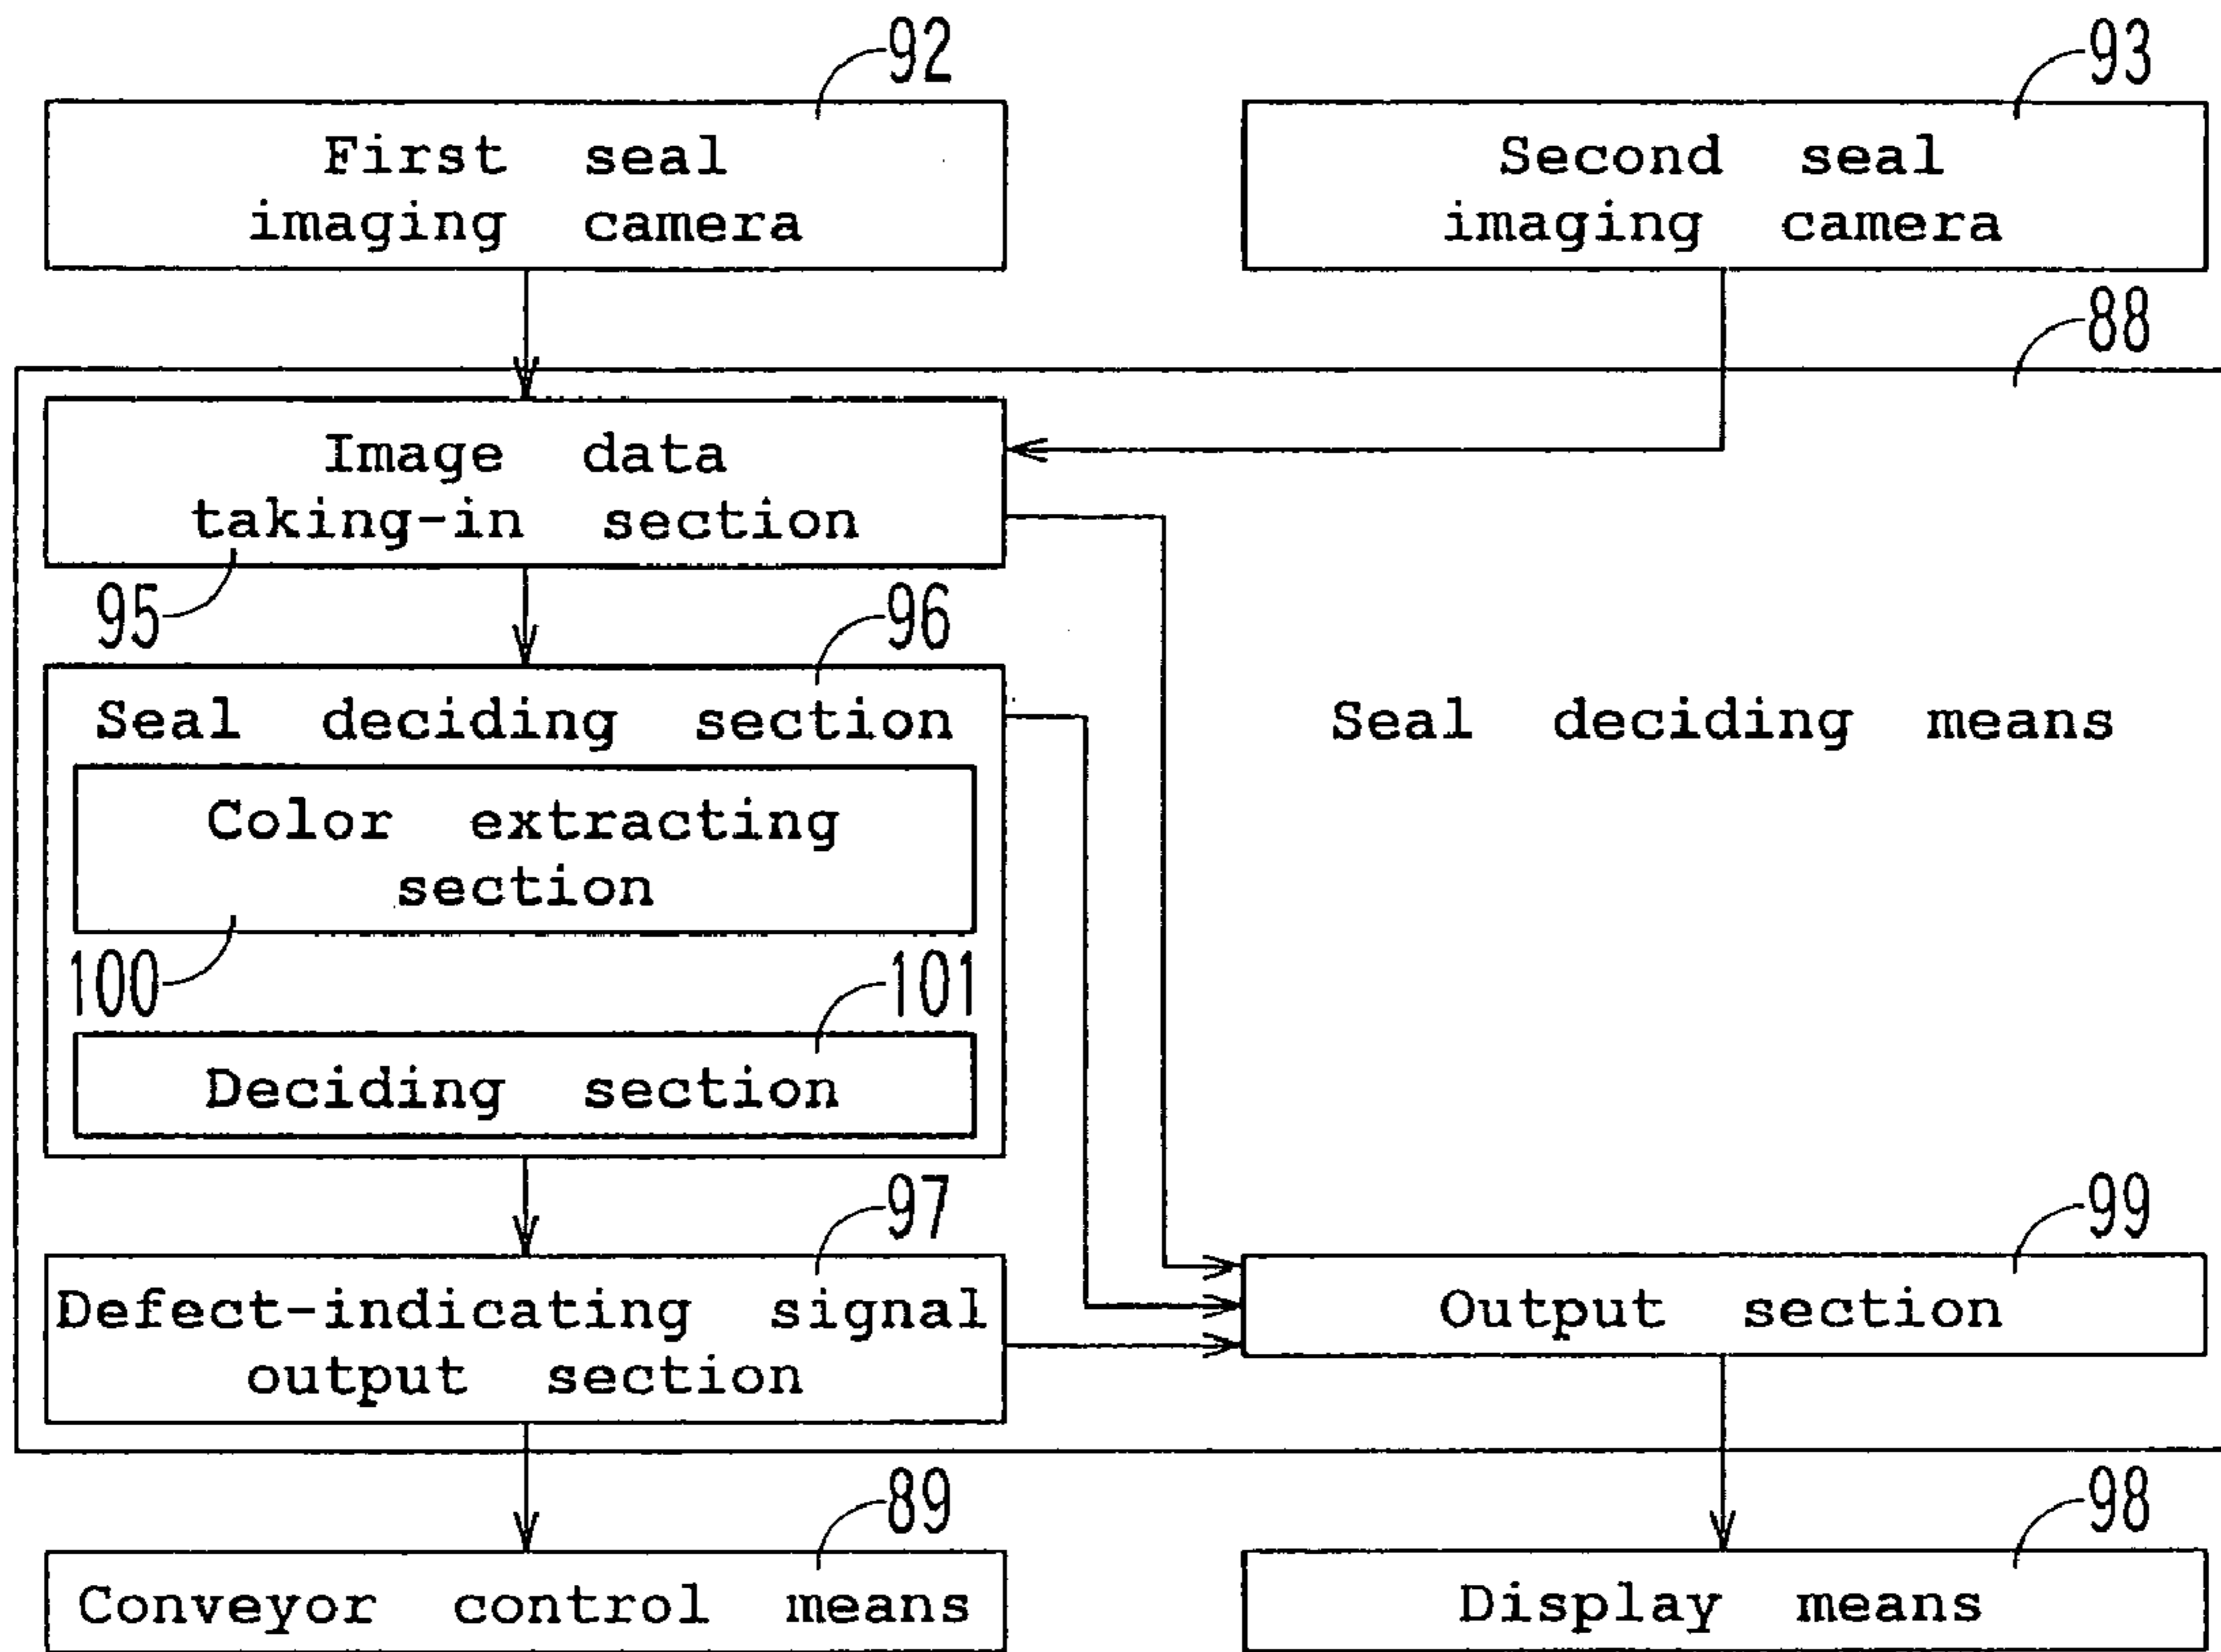 92
93
First seal
imaging camera
Second seal
imaging camera
88
Image data
taking-in section
95
96
Seal deciding section
Seal deciding means
Color extracting
section
100
101
Deciding section
97
99
Defect-indicating signal
output section
Output section
89
98
Conveyor control means
Display means